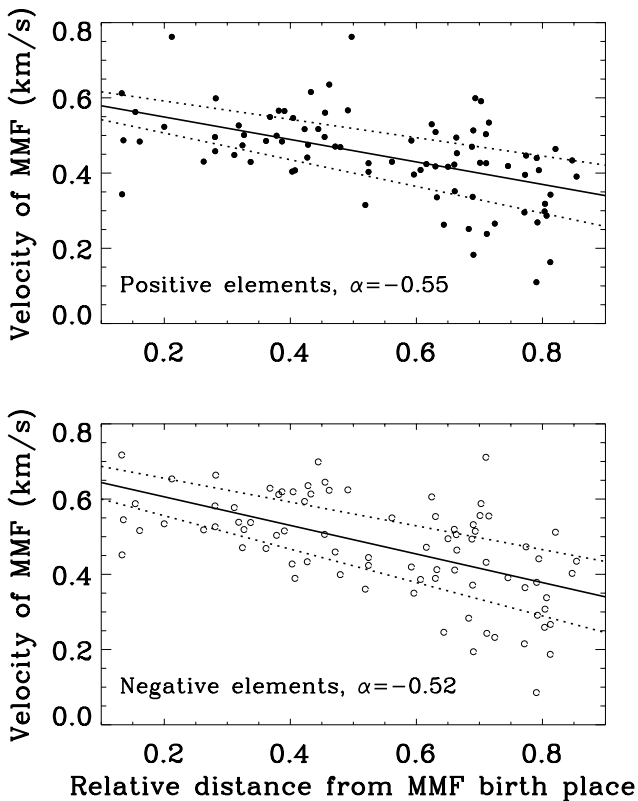 0.8
0.6
0.4
0.2
0.0
Velocity of MMF (km/s)
Positive elements, α=−0.55
0.2 0.4 0.6 0.8
0.8
0.6
0.4
0.2
0.0
Velocity of MMF (km/s)
Negative elements, α=−0.52
0.2 0.4 0.6 0.8
Relative distance from MMF birth place